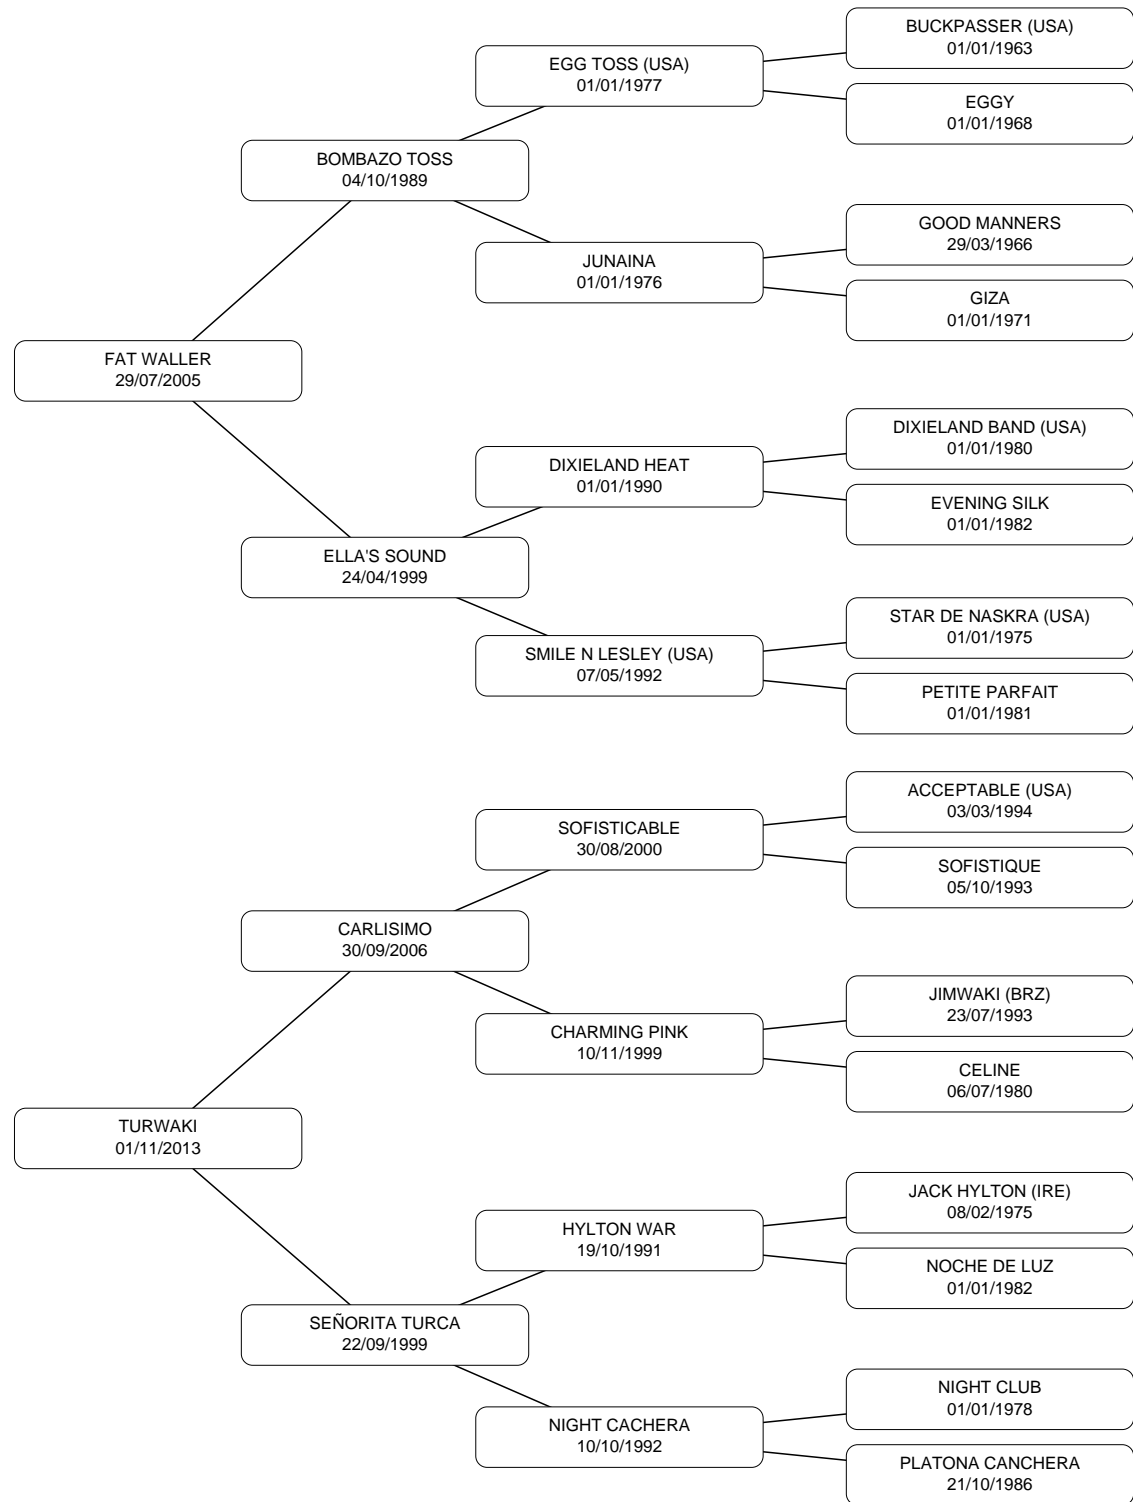 BUCKPASSER (USA)
01/01/1963
EGG TOSS (USA)
01/01/1977
EGGY
01/01/1968
BOMBAZO TOSS
04/10/1989
GOOD MANNERS
29/03/1966
JUNAINA
01/01/1976
GIZA
01/01/1971
FAT WALLER
29/07/2005
DIXIELAND BAND (USA)
01/01/1980
DIXIELAND HEAT
01/01/1990
EVENING SILK
01/01/1982
ELLA'S SOUND
24/04/1999
STAR DE NASKRA (USA)
01/01/1975
SMILE N LESLEY (USA)
07/05/1992
PETITE PARFAIT
01/01/1981
ACCEPTABLE (USA)
03/03/1994
SOFISTICABLE
30/08/2000
SOFISTIQUE
05/10/1993
CARLISIMO
30/09/2006
JIMWAKI (BRZ)
23/07/1993
CHARMING PINK
10/11/1999
CELINE
06/07/1980
TURWAKI
01/11/2013
JACK HYLTON (IRE)
08/02/1975
HYLTON WAR
19/10/1991
NOCHE DE LUZ
01/01/1982
SEÑORITA TURCA
22/09/1999
NIGHT CLUB
01/01/1978
NIGHT CACHERA
10/10/1992
PLATONA CANCHERA
21/10/1986